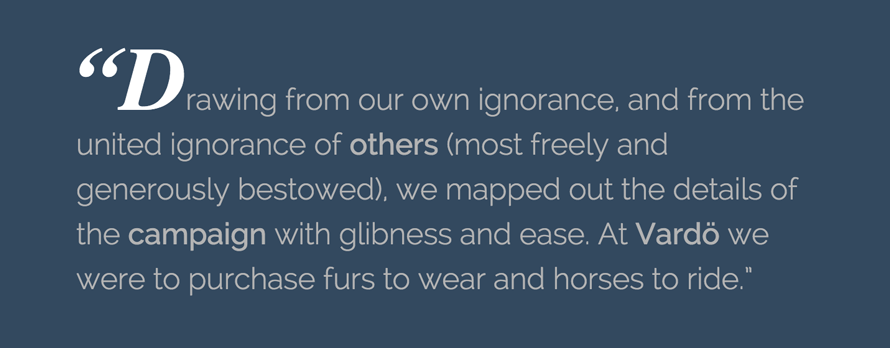 “Drawing from our own ignorance, and from the
united ignorance of others (most freely and
generously bestowed), we mapped out the details of
the campaign with glibness and ease. At Vardö we
were to purchase furs to wear and horses to ride.”